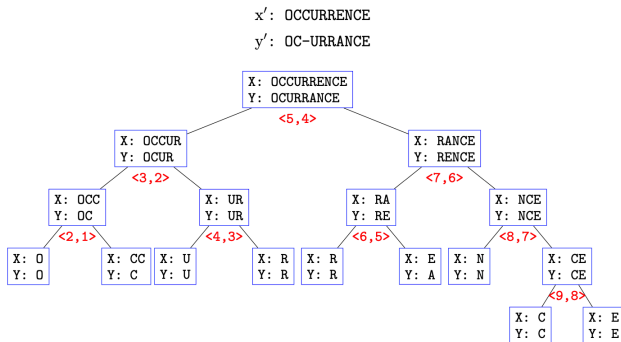 x′: OCCURRENCE
y′: OC-URRANCE
X: OCCURRENCE
Y: OCURRANCE
<5,4>
X: OCCUR
Y: OCUR
<3,2>
X: RANCE
Y: RENCE
<7,6>
X: OCC
Y: OC
<2,1>
X: UR
Y: UR
<4,3>
X: RA
Y: RE
<6,5>
X: NCE
Y: NCE
<8,7>
X: O
Y: O
X: CC
Y: C
X: U
Y: U
X: R
Y: R
X: R
Y: R
X: E
Y: A
X: N
Y: N
X: CE
Y: CE
<9,8>
X: C
Y: C
X: E
Y: E